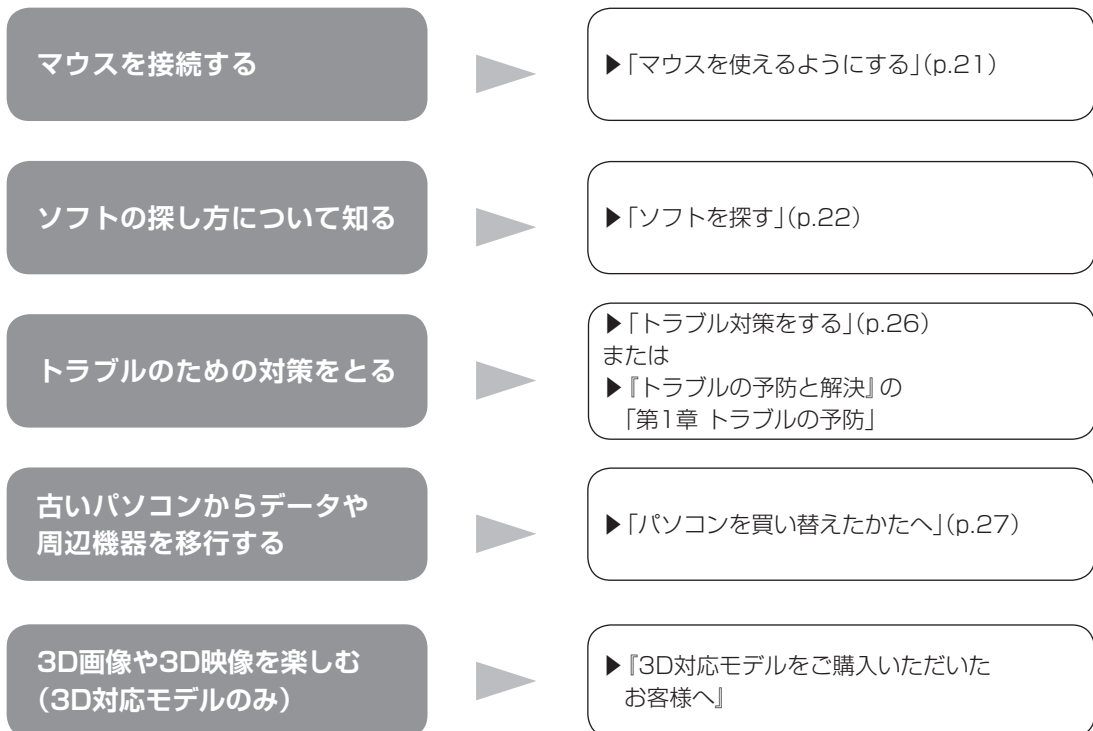 マウスを接続する
▶「マウスを使えるようにする」(p.21)
ソフトの探し方について知る
▶「ソフトを探す」(p.22)
トラブルのための対策をとる
▶「トラブル対策をする」(p.26)
または
▶『トラブルの予防と解決』の
「第1章 トラブルの予防」
古いパソコンからデータや
周辺機器を移行する
▶「パソコンを買い替えたかたへ」(p.27)
3D画像や3D映像を楽しむ
(3D対応モデルのみ)
▶『3D対応モデルをご購入いただいた
お客様へ』